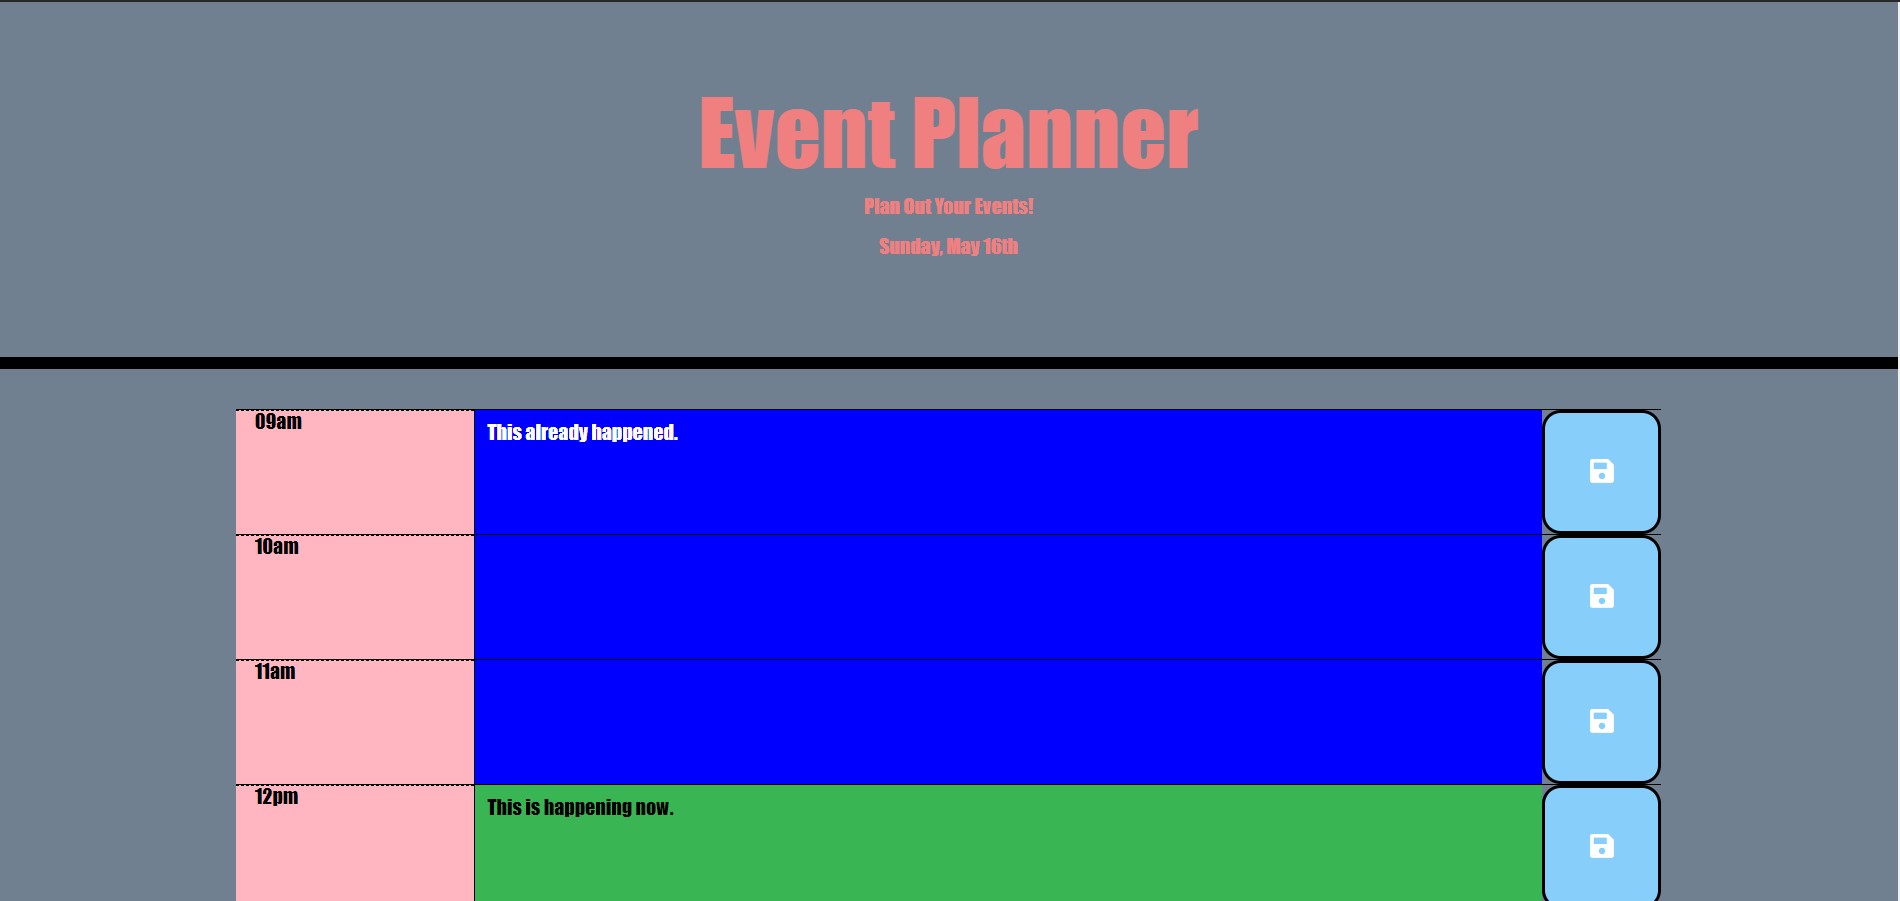 Event Planner
Plan Out Your Events!
Sunday, May 16th
09am
This already happened.
10am
11am
12pm
This is happening now.